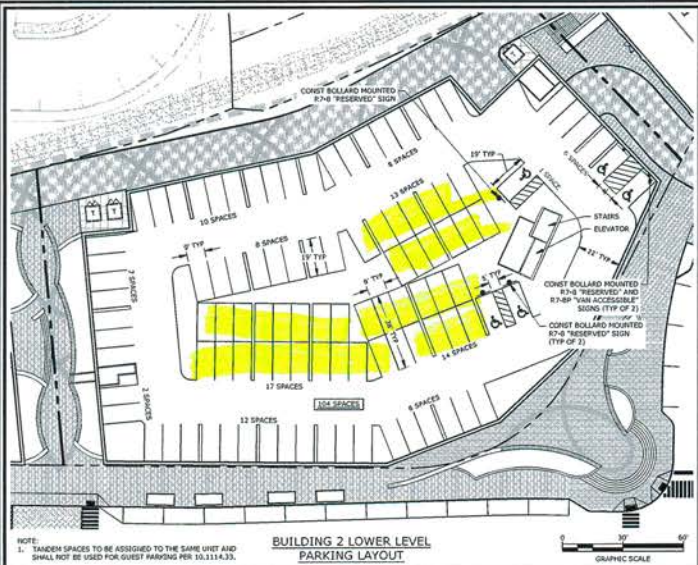 CONST BOLLARD MOUNTED
R7-8 "RESERVED" SIGN
8 SPACES
19' TYP
1 SPACE
6 SPACES
13 SPACES
10 SPACES
9' TYP
8 SPACES
19' TYP
STAIRS
ELEVATOR
22' TYP
7 SPACES
8' TYP
38' TYP
CONST BOLLARD MOUNTED
R7-8 "RESERVED" AND
R7-8P "VAN ACCESSIBLE"
SIGNS (TYP OF 2)
CONST BOLLARD MOUNTED
R7-8 "RESERVED" SIGN
(TYP OF 2)
14 SPACES
17 SPACES
2 SPACES
104 SPACES
12 SPACES
6 SPACES
T T
T
NOTE:
1. TANDEM SPACES TO BE ASSIGNED TO THE SAME UNIT AND
SHALL NOT BE USED FOR GUEST PARKING PER 10.1114.33.
BUILDING 2 LOWER LEVEL
PARKING LAYOUT
0 30' 60'
GRAPHIC SCALE